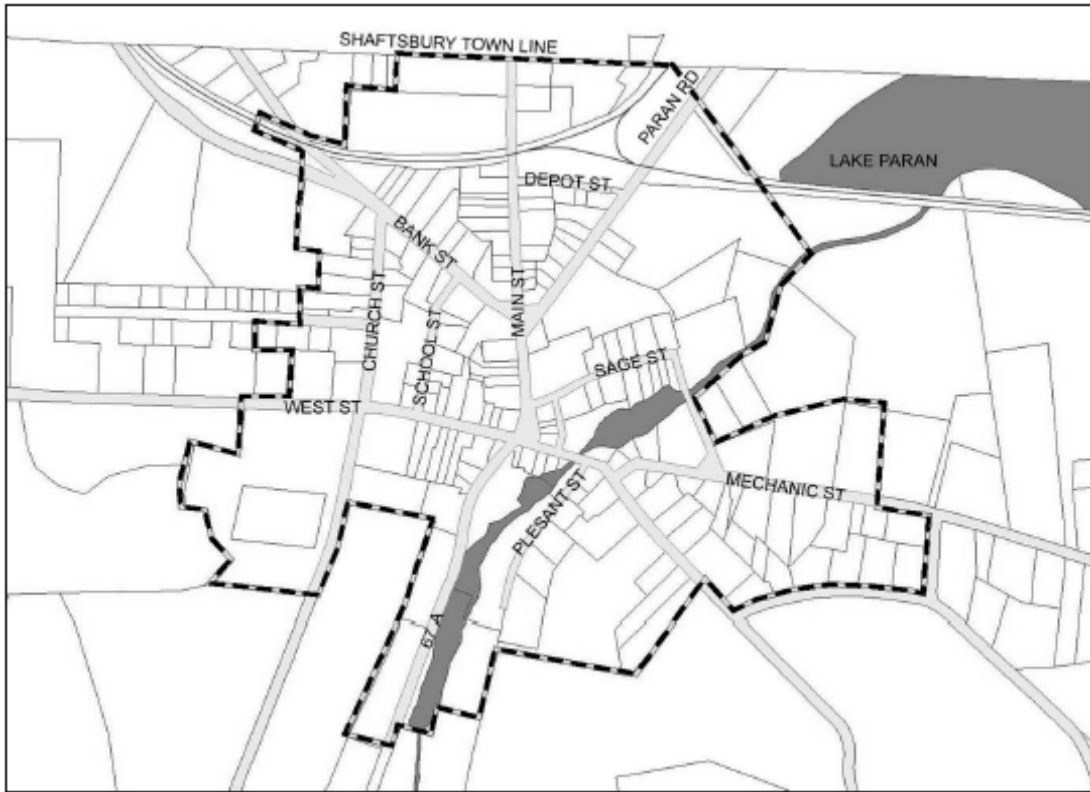 SHAFTSBURY TOWN LINE
PARAN RD
LAKE PARAN
DEPOT ST.
BANK ST
CHURCH ST
MAIN ST
SCHOOL ST
SAGE ST
WEST ST
MECHANIC ST
PLESANT ST
67 A